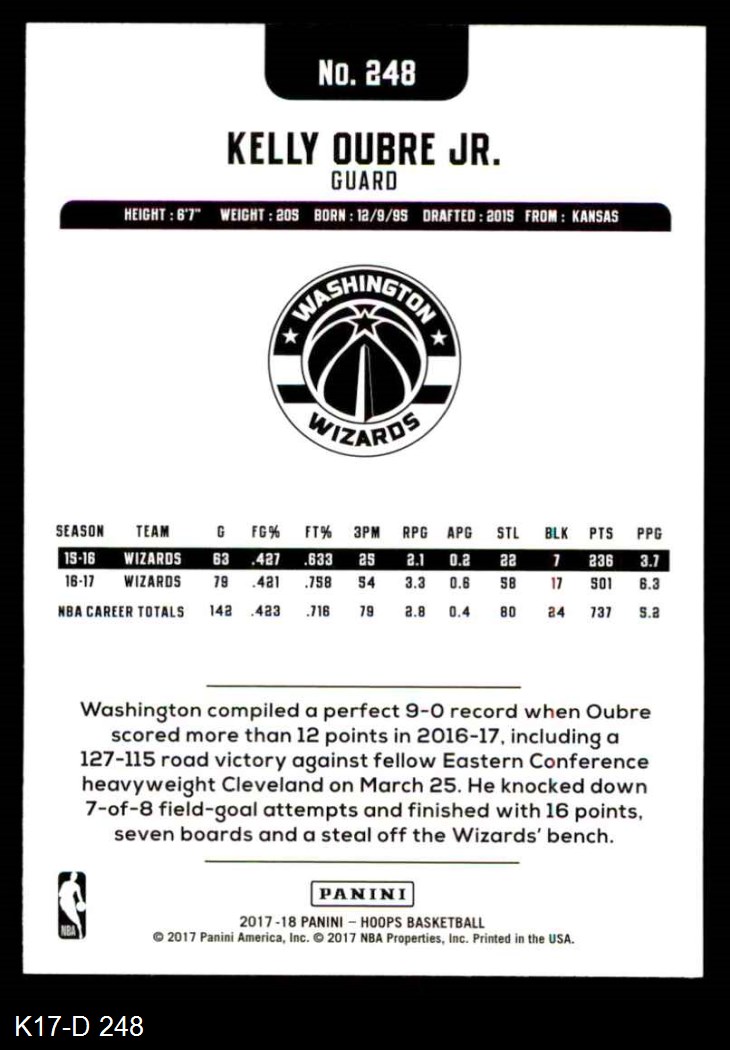 No. 248
KELLY OUBRE JR.
GUARD
HEIGHT : 6'7" WEIGHT : 205 BORN : 12/9/95 DRAFTED : 2015 FROM : KANSAS
WASHINGTON
WIZARDS
SEASON TEAM G FG% FT% 3PM RPG APG STL BLK PTS PPG
15-16 WIZARDS 63 .427 .633 25 2.1 0.2 22 7 236 3.7
16-17 WIZARDS 79 .421 .758 54 3.3 0.6 58 17 501 6.3
NBA CAREER TOTALS 142 .423 .716 79 2.8 0.4 80 24 737 5.2
Washington compiled a perfect 9-0 record when Oubre
scored more than 12 points in 2016-17, including a
127-115 road victory against fellow Eastern Conference
heavyweight Cleveland on March 25. He knocked down
7-of-8 field-goal attempts and finished with 16 points,
seven boards and a steal off the Wizards' bench.
PANINI
NBA
2017-18 PANINI – HOOPS BASKETBALL
© 2017 Panini America, Inc. © 2017 NBA Properties, Inc. Printed in the USA.
K17-D 248